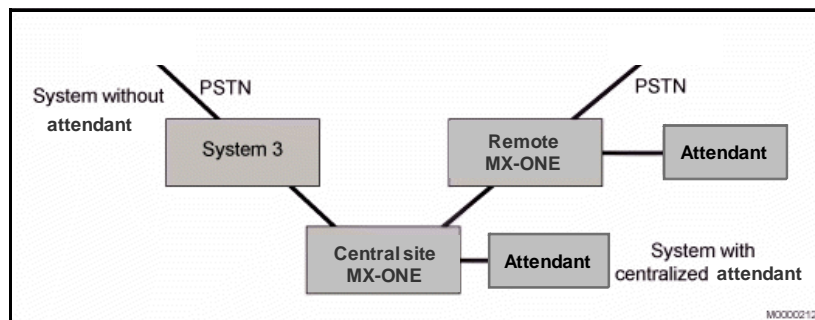 PSTN
PSTN
System without
attendant
System 3
Remote
MX-ONE
Attendant
Central site
MX-ONE
Attendant
System with
centralized attendant
M0000212